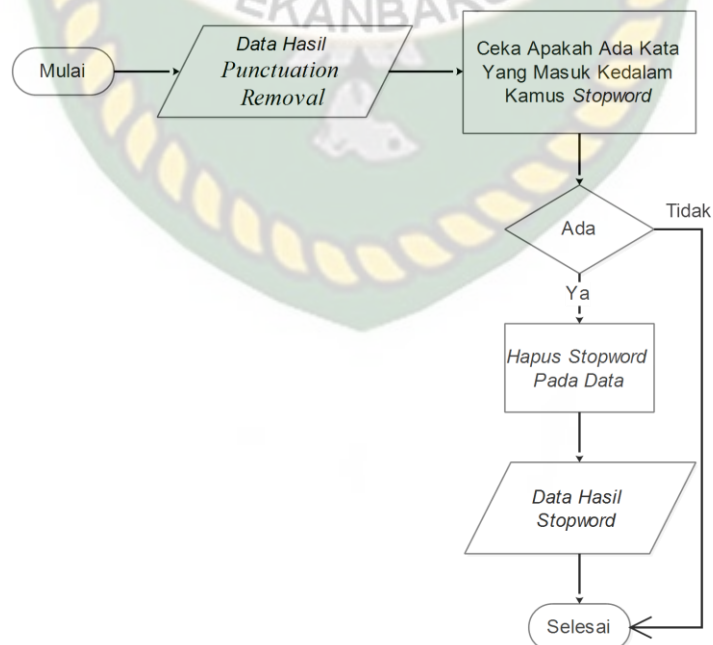 EKANBARU
Mulai
Data Hasil
Punctuation
Removal
Ceka Apakah Ada Kata
Yang Masuk Kedalam
Kamus Stopword
Ada
Tidak
Ya
Hapus Stopword
Pada Data
Data Hasil
Stopword
Selesai